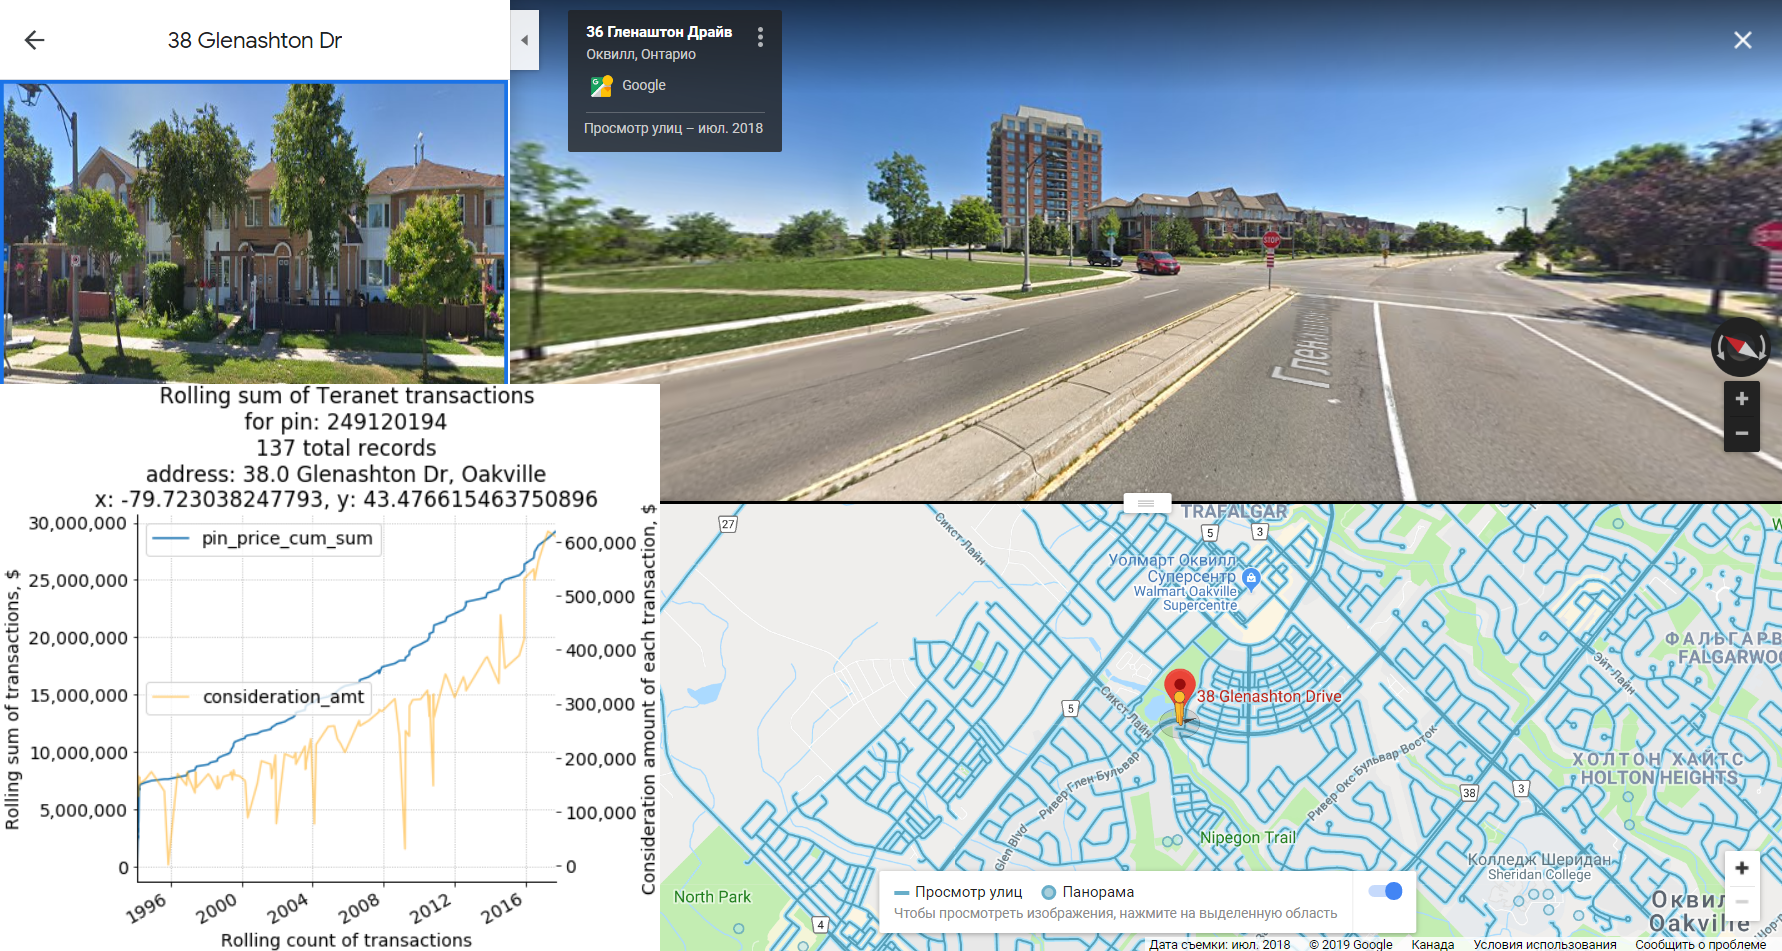 38 Glenashton Dr
36 Гленаштон Драйв
Оквилл, Онтарио
Google
Просмотр улиц – июл. 2018
STOP
Rolling sum of Teranet transactions
for pin: 249120194
137 total records
address: 38.0 Glenashton Dr, Oakville
x: -79.723038247793, y: 43.476615463750896
pin_price_cum_sum
consideration_amt
Rolling sum of transactions, $
30,000,000
25,000,000
20,000,000
15,000,000
10,000,000
5,000,000
0
Consideration amount of each transaction, $
600,000
500,000
400,000
300,000
200,000
100,000
0
1996
2000
2004
2008
2012
2016
Rolling count of transactions
27
TRAFALGAR
5
3
Сикст-Лайн
Уолмарт Оквилл
Суперсентр
Walmart Oakville
Supercentre
ФАЛЬГАРВ
FALGARWOO
Эйт-Лайн
38 Glenashton Drive
5
Сикст-Лайн
Ривер Глен Бульвар
Glen Blvd
Ривер Окс Бульвар Восток
ХОЛТОН ХАЙТС
HOLTON HEIGHTS
38
3
Nipegon Trail
Колледж Шеридан
Sheridan College
North Park
4
Оквил
Oakville
Просмотр улиц
Панорама
Чтобы просмотреть изображения, нажмите на выделенную область
Дата съемки: июл. 2018
© 2019 Google
Канада
Условия использования
Сообщить о проблеме